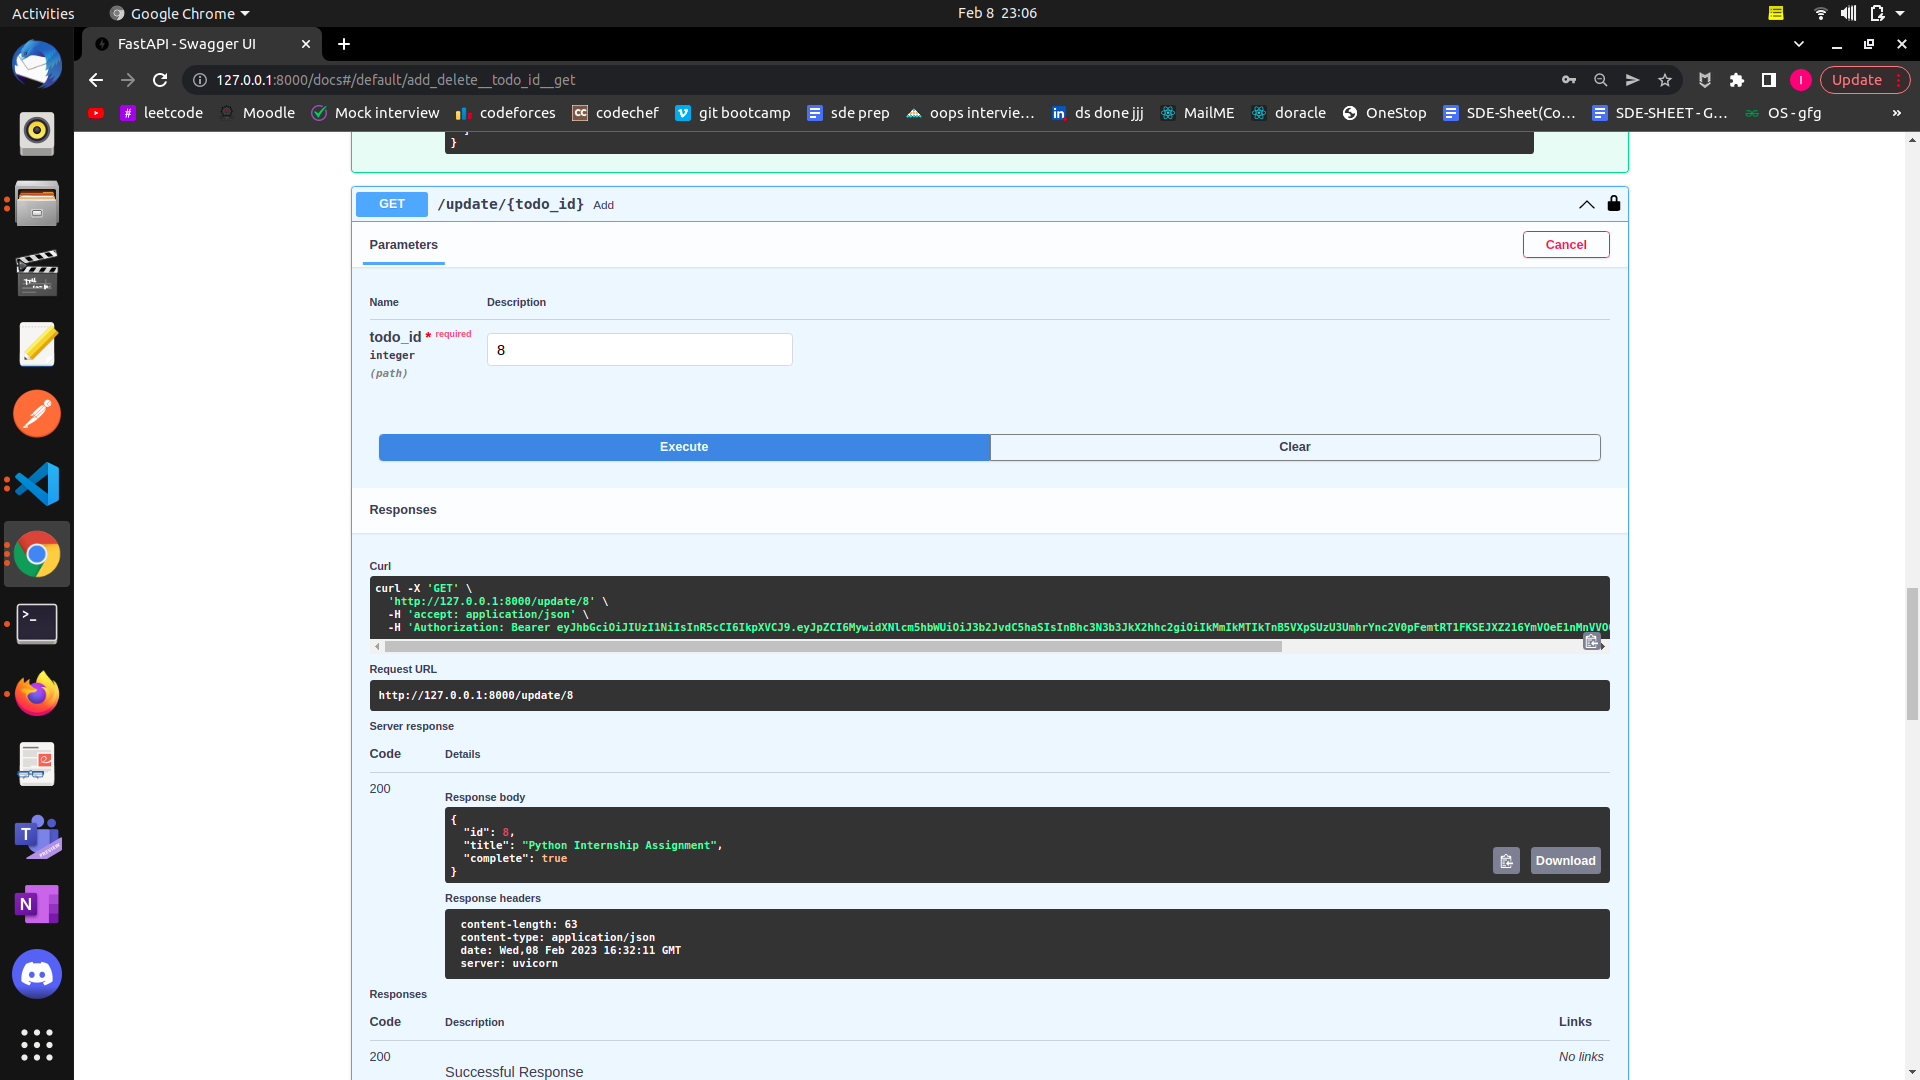 Activities
Google Chrome
Feb 8 23:06
FastAPI - Swagger UI
127.0.0.1:8000/docs#/default/add_delete__todo_id__get
Update
leetcode
Moodle
Mock interview
codeforces
codechef
git bootcamp
sde prep
oops intervie…
ds done jjj
MailME
doracle
OneStop
SDE-Sheet(Co…
SDE-SHEET - G…
OS - gfg
»
}
GET /update/{todo_id} Add
Parameters
Cancel
Name Description
todo_id * required
integer
(path)
8
Execute
Clear
Responses
Curl
curl -X 'GET' \
'http://127.0.0.1:8000/update/8' \
-H 'accept: application/json' \
Request URL
http://127.0.0.1:8000/update/8
Server response
Code Details
200
Response body
{
"id": 8,
"title": "Python Internship Assignment",
"complete": true
}
Download
Response headers
content-length: 63
content-type: application/json
date: Wed,08 Feb 2023 16:32:11 GMT
server: uvicorn
Responses
Code Description Links
200
No links
Successful Response